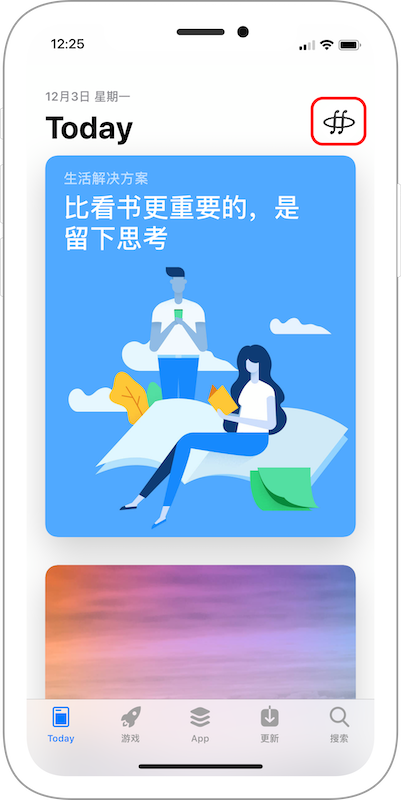 12:25
12月3日 星期一
Today
生活解决方案
比看书更重要的，是
留下思考
Today
游戏
App
更新
搜索